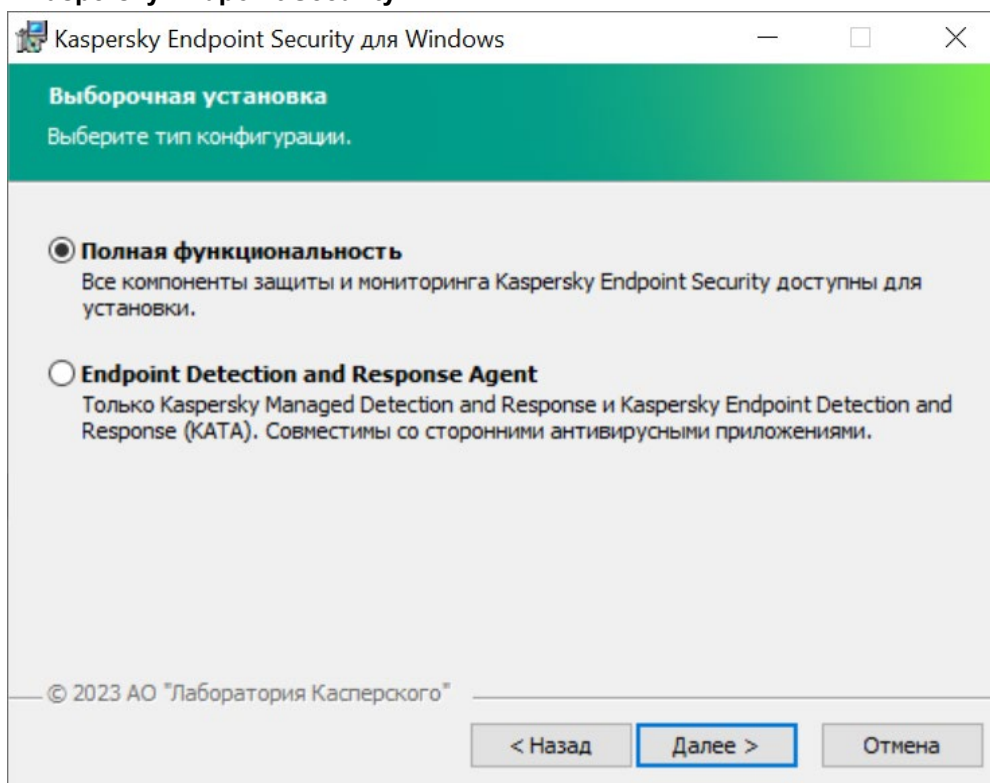 Kaspersky Endpoint Security для Windows
Выборочная установка
Выберите тип конфигурации.
Полная функциональность
Все компоненты защиты и мониторинга Kaspersky Endpoint Security доступны для
установки.
Endpoint Detection and Response Agent
Только Kaspersky Managed Detection and Response и Kaspersky Endpoint Detection and
Response (KATA). Совместимы со сторонними антивирусными приложениями.
© 2023 АО "Лаборатория Касперского"
< Назад Далее > Отмена